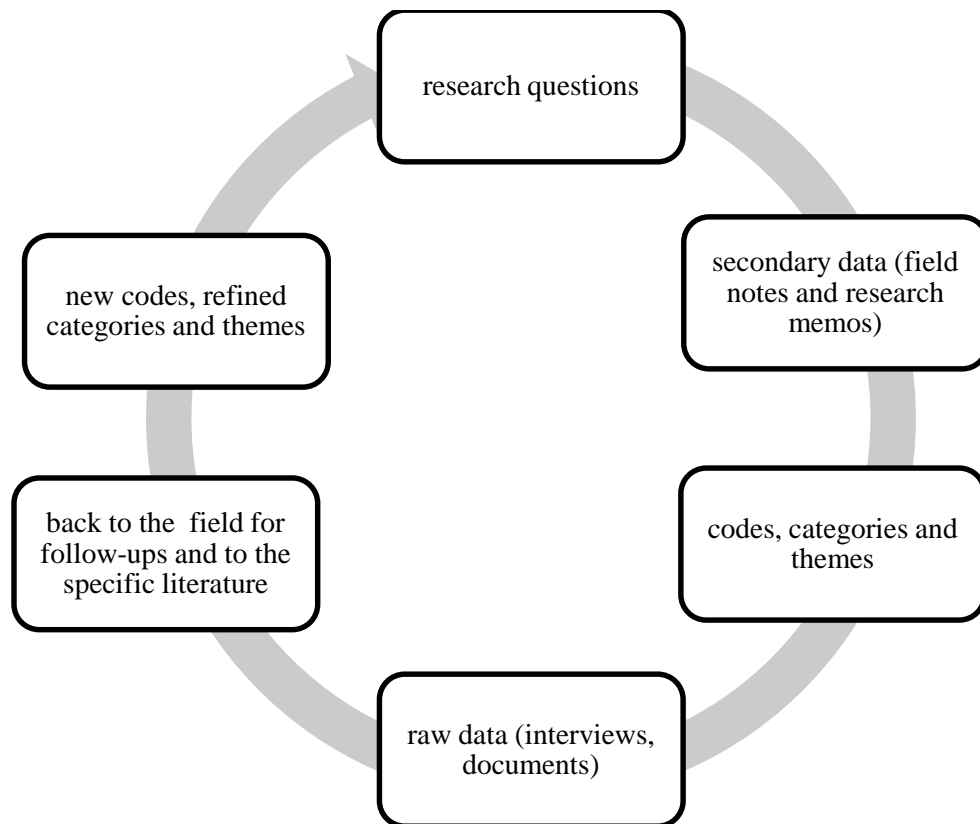 research questions
secondary data (field
notes and research
memos)
codes, categories and
themes
raw data (interviews,
documents)
back to the  field for
follow-ups and to the
specific literature
new codes, refined
categories and themes